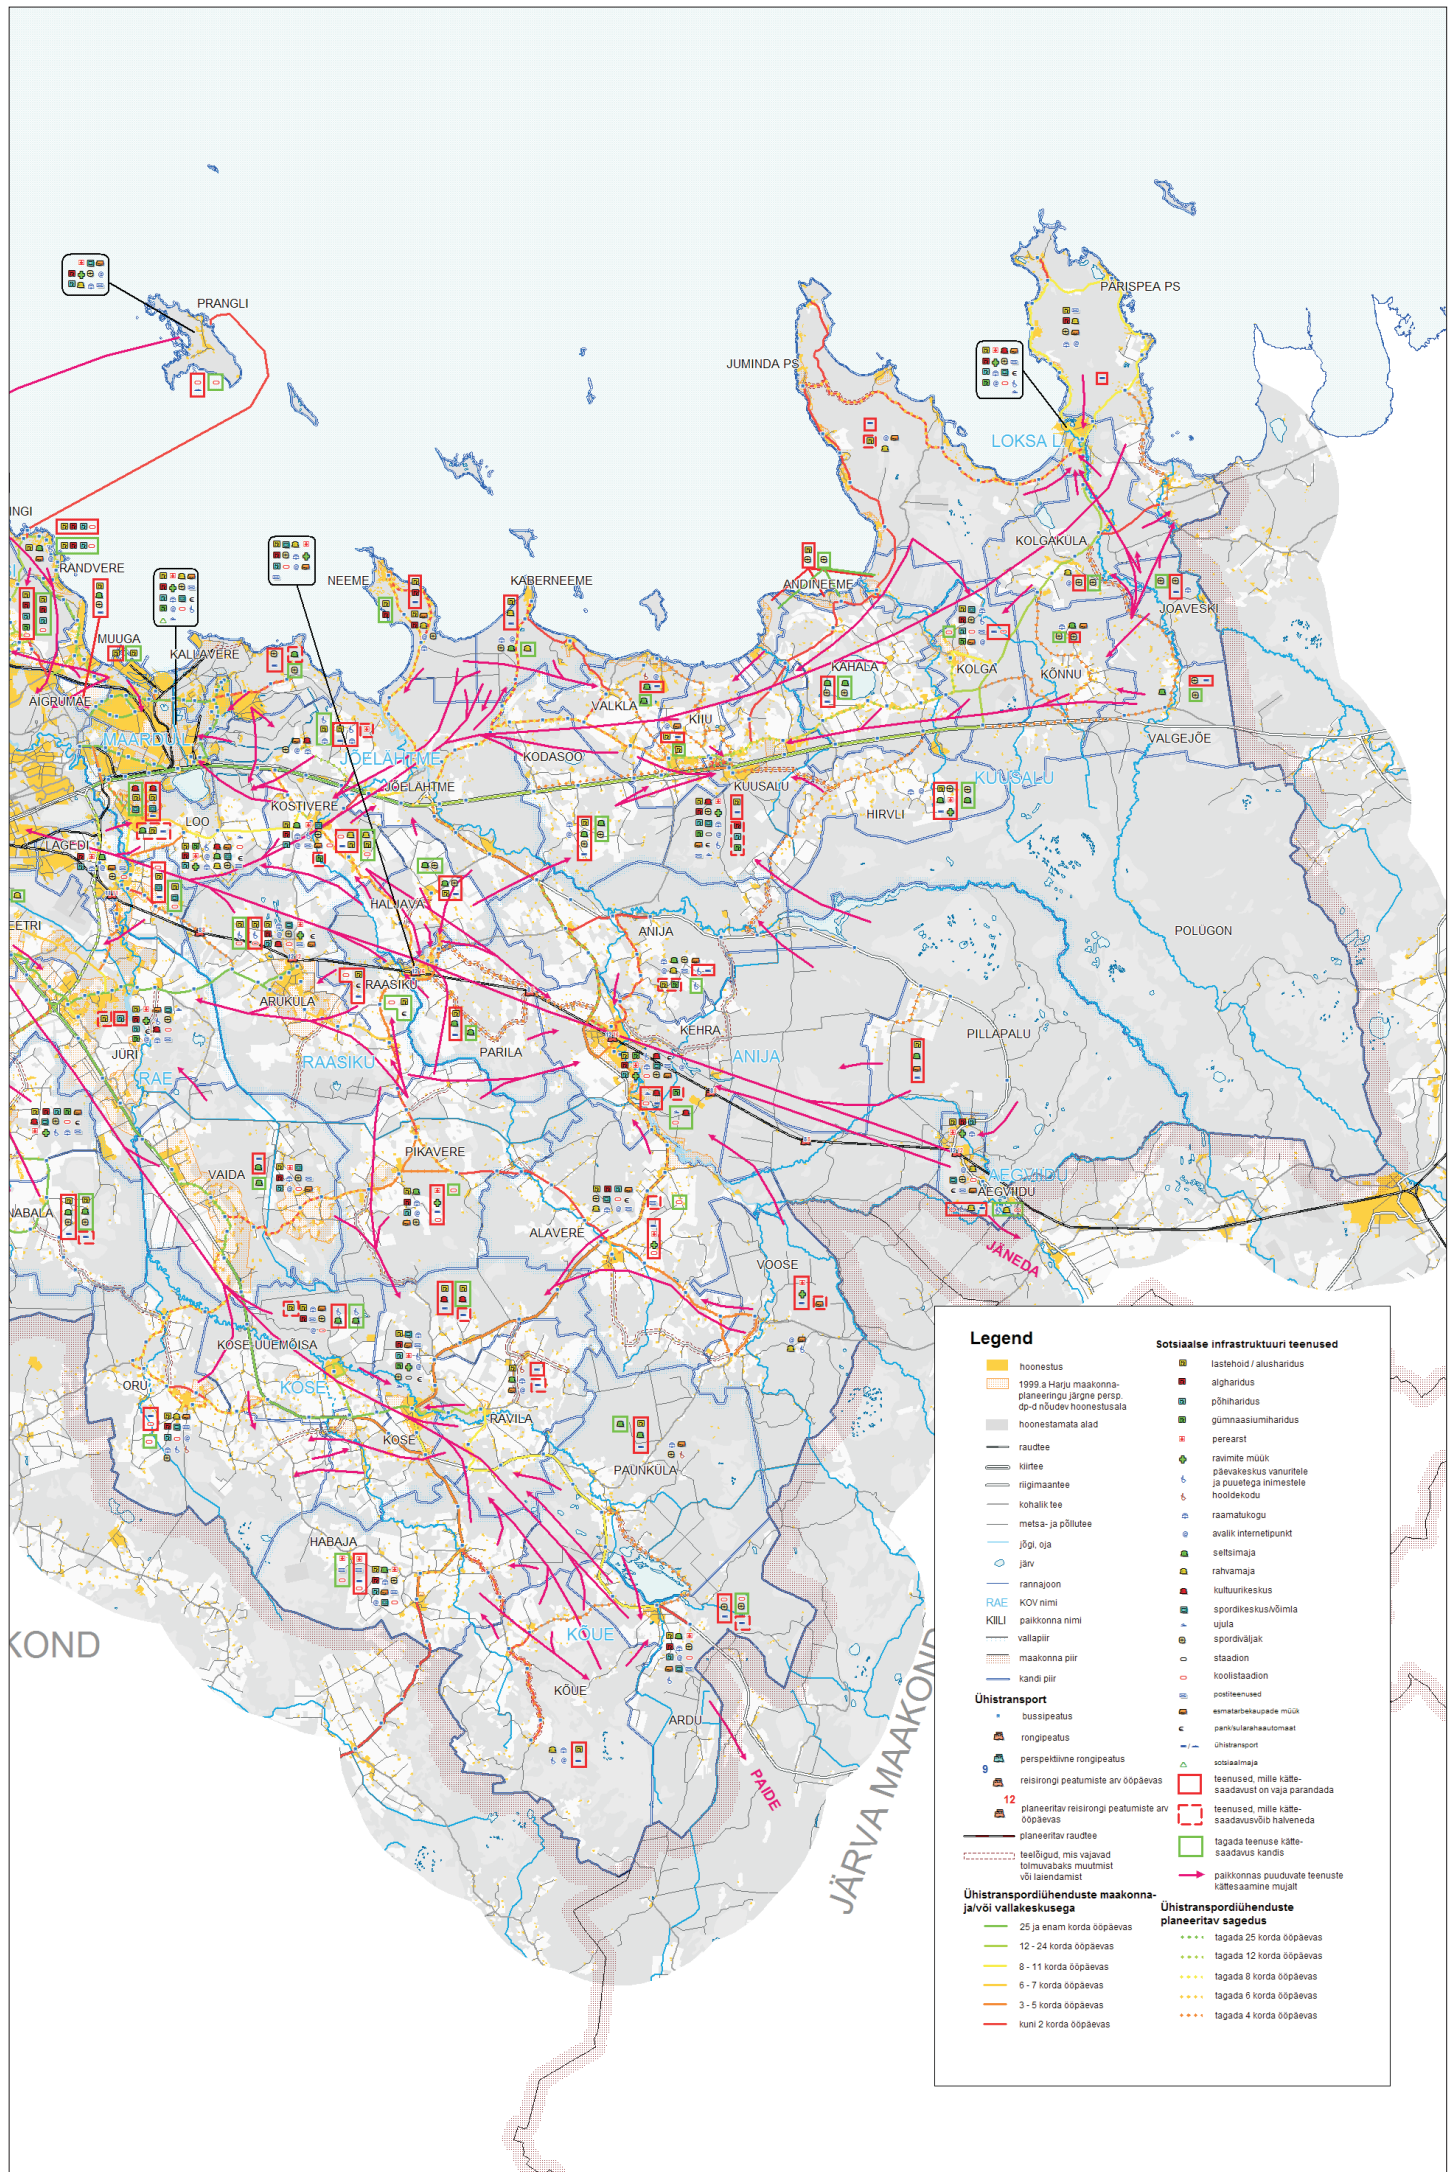 PRANGLI
PÄRISPEA PS
JUMINDA PS
LOKSA L
INGI
RANDVERE
KOLGAKÜLA
NEEME
KABERNEEME
ANDINEEME
JOAVESKI
MUUGA
KALLAVERE
KAHALA
KOLGA
KÕNNU
AIGRUMAE
VALKLA
KIIU
MAARDU
VALGEJÕE
JÕELÄHTME
KODASOO
KUUSALU
JÕELÄHTME
KUUSALU
KOSTIVERE
HIRVLI
LOO
LAGEDI
HALJAVA
EETRI
ANIJA
POLÜGON
RAASIKU
ARUKÜLA
KEHRA
PILLAPALU
JÜRI
PARILA
ANIJA
RAASIKU
RAE
PIKAVERE
VAIDA
AEGVIIDU
AEGVIIDU
NABALA
ALAVERE
JÄNEDA
VOOSE
KOSE-UUEMÕISA
ORU
KOSE
RAVILA
KOSE
PAUNKÜLA
HABAJA
KÕUE
KOND
KÕUE
ARDU
PAIDE
JÄRVA MAAKOND
Legend
hoonestus
1999.a Harju maakonna-
planeeringu järgne persp.
dp-d nõudev hoonestusala
hoonestamata alad
raudtee
kiirtee
riigimaantee
kohalik tee
metsa- ja põllutee
jõgi, oja
järv
rannajoon
RAE KOV nimi
KIILI paikkonna nimi
vallapiir
maakonna piir
kandi piir
Ühistransport
bussipeatus
rongipeatus
perspektiivne rongipeatus
9
reisirongi peatumiste arv ööpäevas
12
planeeritav reisirongi peatumiste arv
ööpäevas
planeeritav raudtee
teelõigud, mis vajavad
tolmuvabaks muutmist
või laiendamist
Ühistranspordiühenduste maakonna-
ja/või vallakeskusega
25 ja enam korda ööpäevas
12 - 24 korda ööpäevas
8 - 11 korda ööpäevas
6 - 7 korda ööpäevas
3 - 5 korda ööpäevas
kuni 2 korda ööpäevas
Sotsiaalse infrastruktuuri teenused
lastehoid / alusharidus
algharidus
põhiharidus
gümnaasiumiharidus
perearst
ravimite müük
päevakeskus vanuritele
ja puuetega inimestele
hooldekodu
raamatukogu
avalik internetipunkt
seltsimaja
rahvamaja
kultuurikeskus
spordikeskus/võimla
ujula
spordiväljak
staadion
koolistaadion
postiteenused
esmatarbekaupade müük
pank/sularahaautomaat
ühistransport
sotsiaalmaja
teenused, mille kätte-
saadavust on vaja parandada
teenused, mille kätte-
saadavusvõib halveneda
tagada teenuse kätte-
saadavus kandis
paikkonnas puuduvate teenuste
kättesaamine mujalt
Ühistranspordiühenduste
planeeritav sagedus
tagada 25 korda ööpäevas
tagada 12 korda ööpäevas
tagada 8 korda ööpäevas
tagada 6 korda ööpäevas
tagada 4 korda ööpäevas